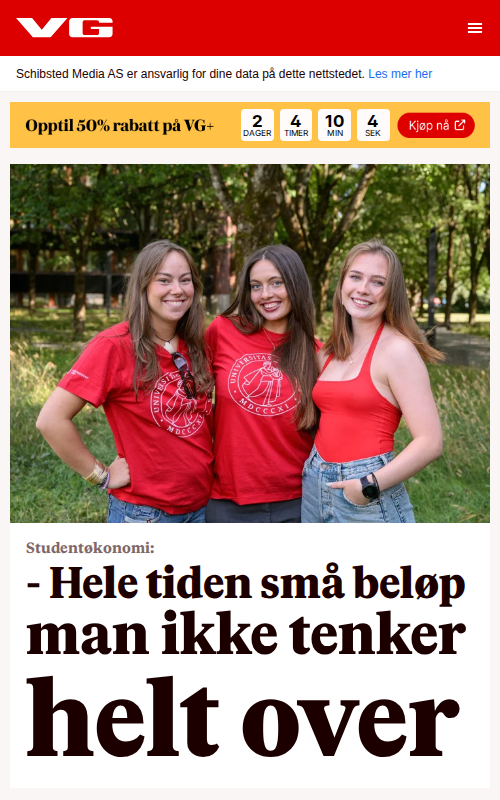 VG
Schibsted Media AS er ansvarlig for dine data på dette nettstedet. Les mer her
Opptil 50% rabatt på VG+
2 4 10 4
DAGER TIMER MIN SEK
Kjøp nå
UNIVERSITAS
MDCCCXI
Studentøkonomi:
- Hele tiden små beløp
man ikke tenker
helt over